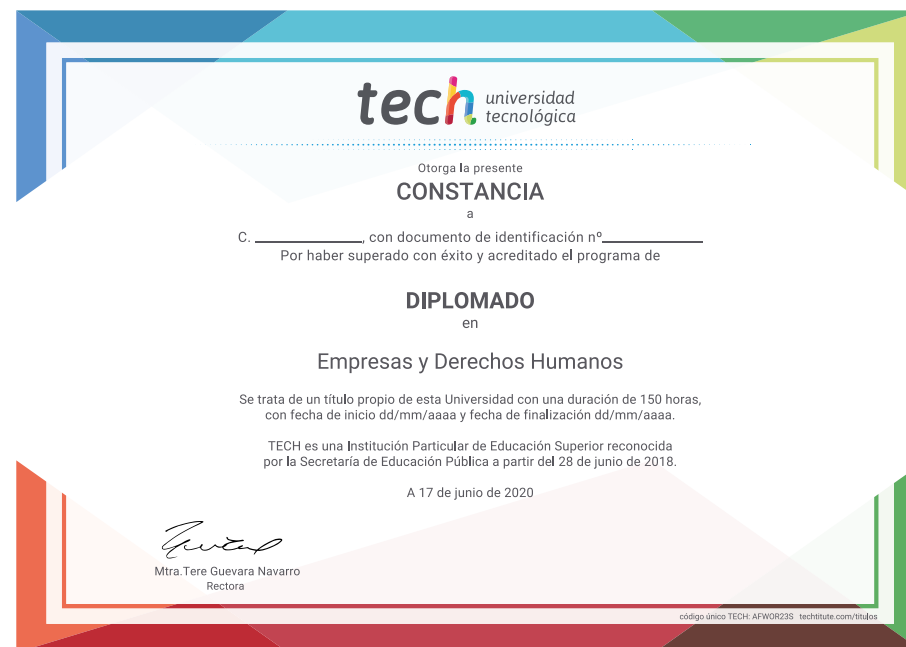 tech universidad
tecnológica
Otorga la presente
CONSTANCIA
a
C. ____________, con documento de identificación nº____________
Por haber superado con éxito y acreditado el programa de
DIPLOMADO
en
Empresas y Derechos Humanos
Se trata de un título propio de esta Universidad con una duración de 150 horas,
con fecha de inicio dd/mm/aaaa y fecha de finalización dd/mm/aaaa.
TECH es una Institución Particular de Educación Superior reconocida
por la Secretaría de Educación Pública a partir del 28 de junio de 2018.
A 17 de junio de 2020
Mtra.Tere Guevara Navarro
Rectora
código único TECH: AFWOR23S techtitute.com/titulos